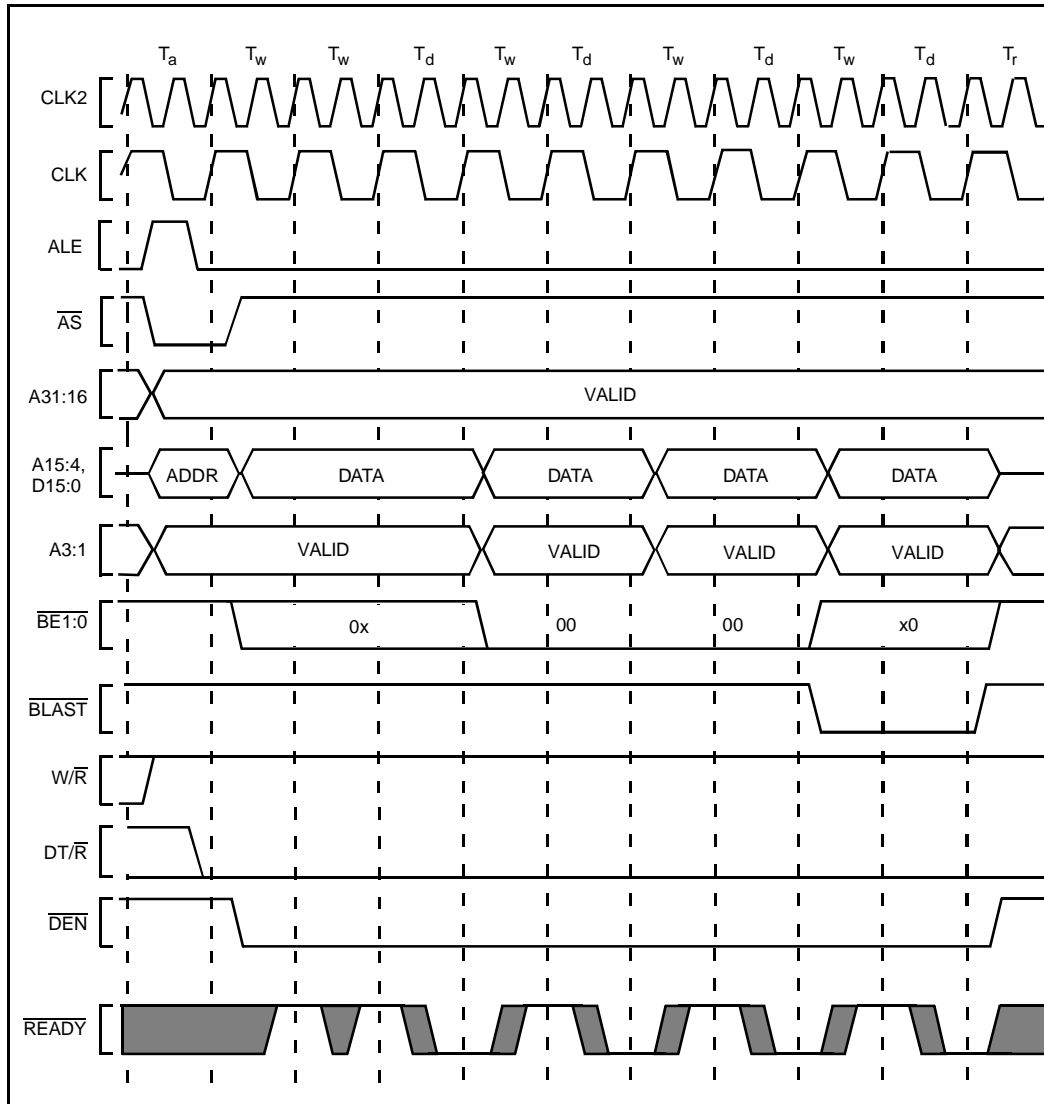 Ta Tw Tw Td Tw Td Tw Td Tw Td Tr
CLK2
CLK
ALE
AS
A31:16 VALID
A15:4,
D15:0 ADDR DATA DATA DATA DATA
A3:1 VALID VALID VALID VALID
BE1:0 0x 00 00 x0
BLAST
W/R
DT/R
DEN
READY